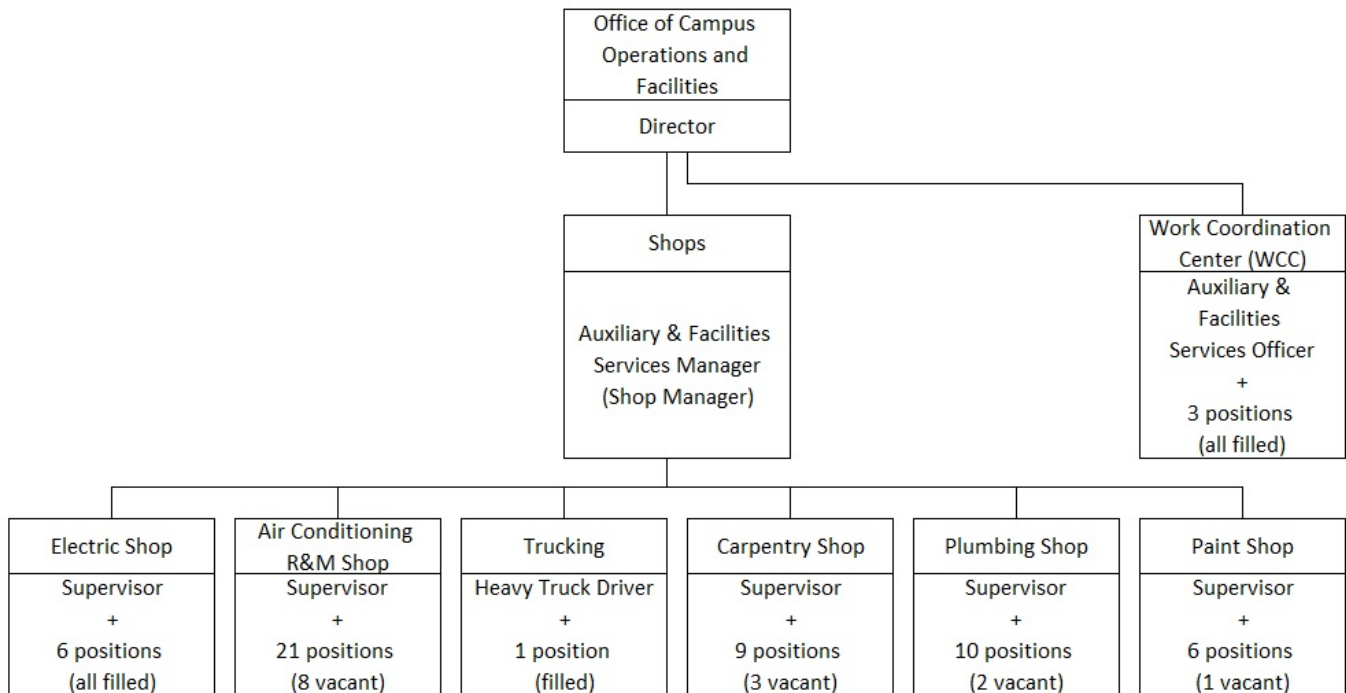 Office of Campus
Operations and
Facilities
Director
Shops
Auxiliary & Facilities
Services Manager
(Shop Manager)
Work Coordination
Center (WCC)
Auxiliary &
Facilities
Services Officer
+
3 positions
(all filled)
Electric Shop
Supervisor
+
6 positions
(all filled)
Air Conditioning
R&M Shop
Supervisor
+
21 positions
(8 vacant)
Trucking
Heavy Truck Driver
+
1 position
(filled)
Carpentry Shop
Supervisor
+
9 positions
(3 vacant)
Plumbing Shop
Supervisor
+
10 positions
(2 vacant)
Paint Shop
Supervisor
+
6 positions
(1 vacant)